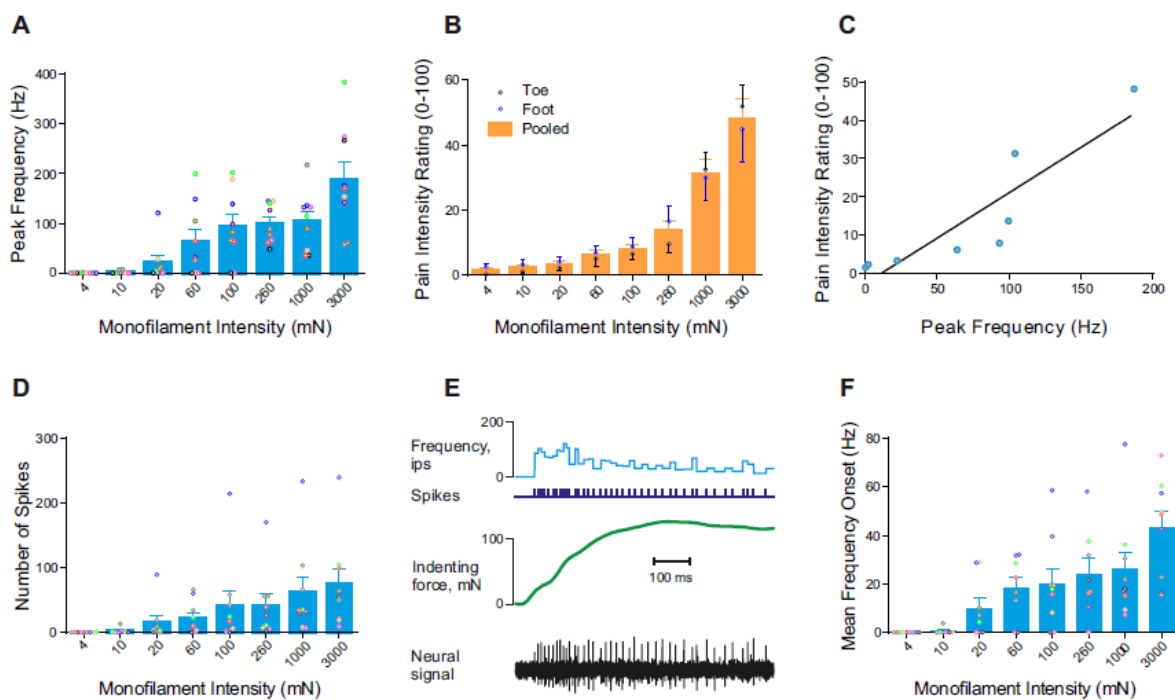 A
Peak Frequency (Hz)
400
300
200
100
0
4
10
20
60
100
260
1000
3000
Monofilament Intensity (mN)
B
Pain Intensity Rating (0-100)
60
40
20
0
Toe
Foot
Pooled
4
10
20
60
100
260
1000
3000
Monofilament Intensity (mN)
C
Pain Intensity Rating (0-100)
50
40
30
20
10
0
0
50
100
150
200
Peak Frequency (Hz)
D
Number of Spikes
300
200
100
0
4
10
20
60
100
260
1000
3000
Monofilament Intensity (mN)
E
200
Frequency,
ips
0
Spikes
100
Indenting
force, mN
0
100 ms
Neural
signal
F
Mean Frequency Onset (Hz)
80
60
40
20
0
4
10
20
60
100
260
1000
3000
Monofilament Intensity (mN)